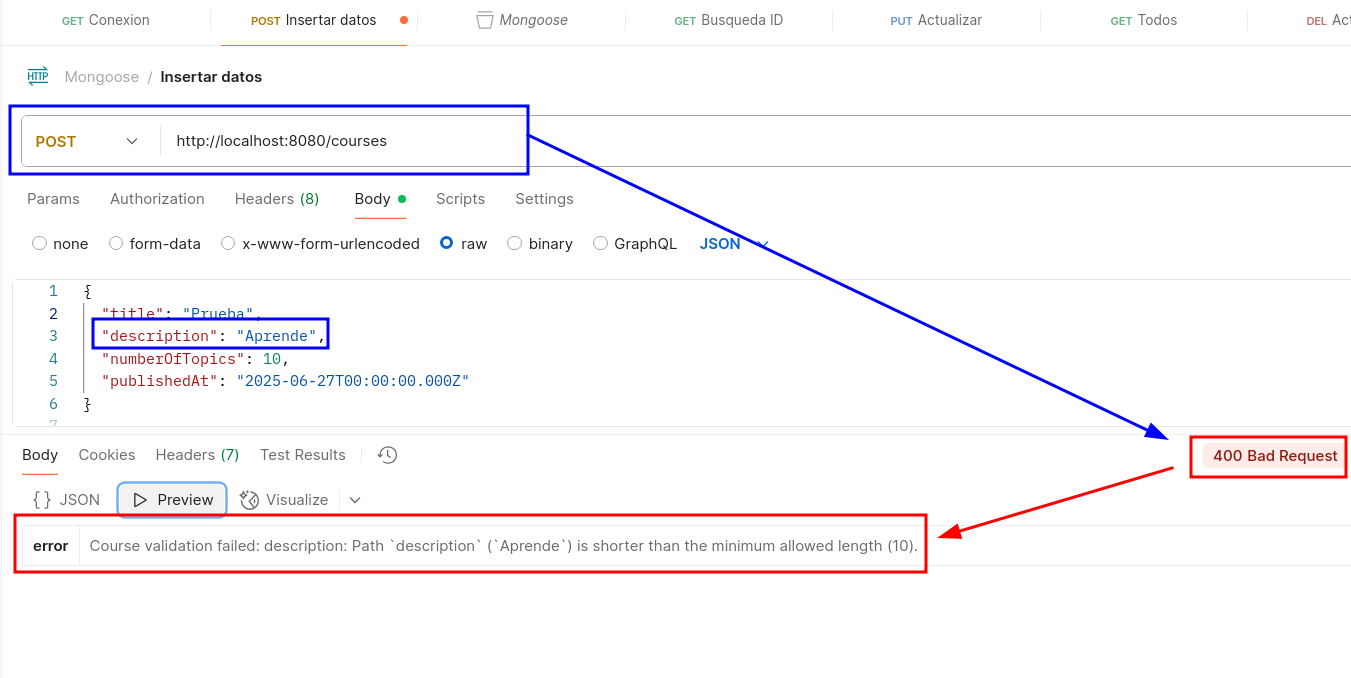 GET Conexion POST Insertar datos Mongoose GET Busqueda ID PUT Actualizar GET Todos DEL Act
HTTP Mongoose / Insertar datos
POST http://localhost:8080/courses
Params Authorization Headers (8) Body Scripts Settings
none form-data x-www-form-urlencoded raw binary GraphQL JSON
1 {
2 "title": "Prueba",
3 "description": "Aprende",
4 "numberOfTopics": 10,
5 "publishedAt": "2025-06-27T00:00:00.000Z"
6 }
7
Body Cookies Headers (7) Test Results 400 Bad Request
{} JSON Preview Visualize
error Course validation failed: description: Path `description` (`Aprende`) is shorter than the minimum allowed length (10).